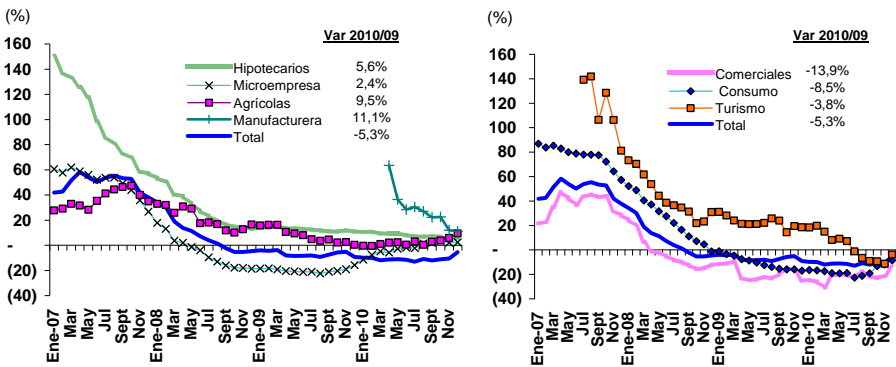 (%)
Var 2010/09
160
140
120
100
80
60
40
20
-
(20)
(40)
Hipotecarios 5,6%
Microempresa 2,4%
Agrícolas 9,5%
Manufacturera 11,1%
Total -5,3%
Ene-07
Mar
May
Jul
Sept
Nov
Ene-08
Mar
May
Jul
Sept
Nov
Ene-09
Mar
May
Jul
Sept
Nov
Ene-10
Mar
May
Jul
Sept
Nov
(%)
Var 2010/09
160
140
120
100
80
60
40
20
-
(20)
(40)
Comerciales -13,9%
Consumo -8,5%
Turismo -3,8%
Total -5,3%
Ene-07
Mar
May
Jul
Sept
Nov
Ene-08
Mar
May
Jul
Sept
Nov
Ene-09
Mar
May
Jul
Sept
Nov
Ene-10
Mar
May
Jul
Sept
Nov